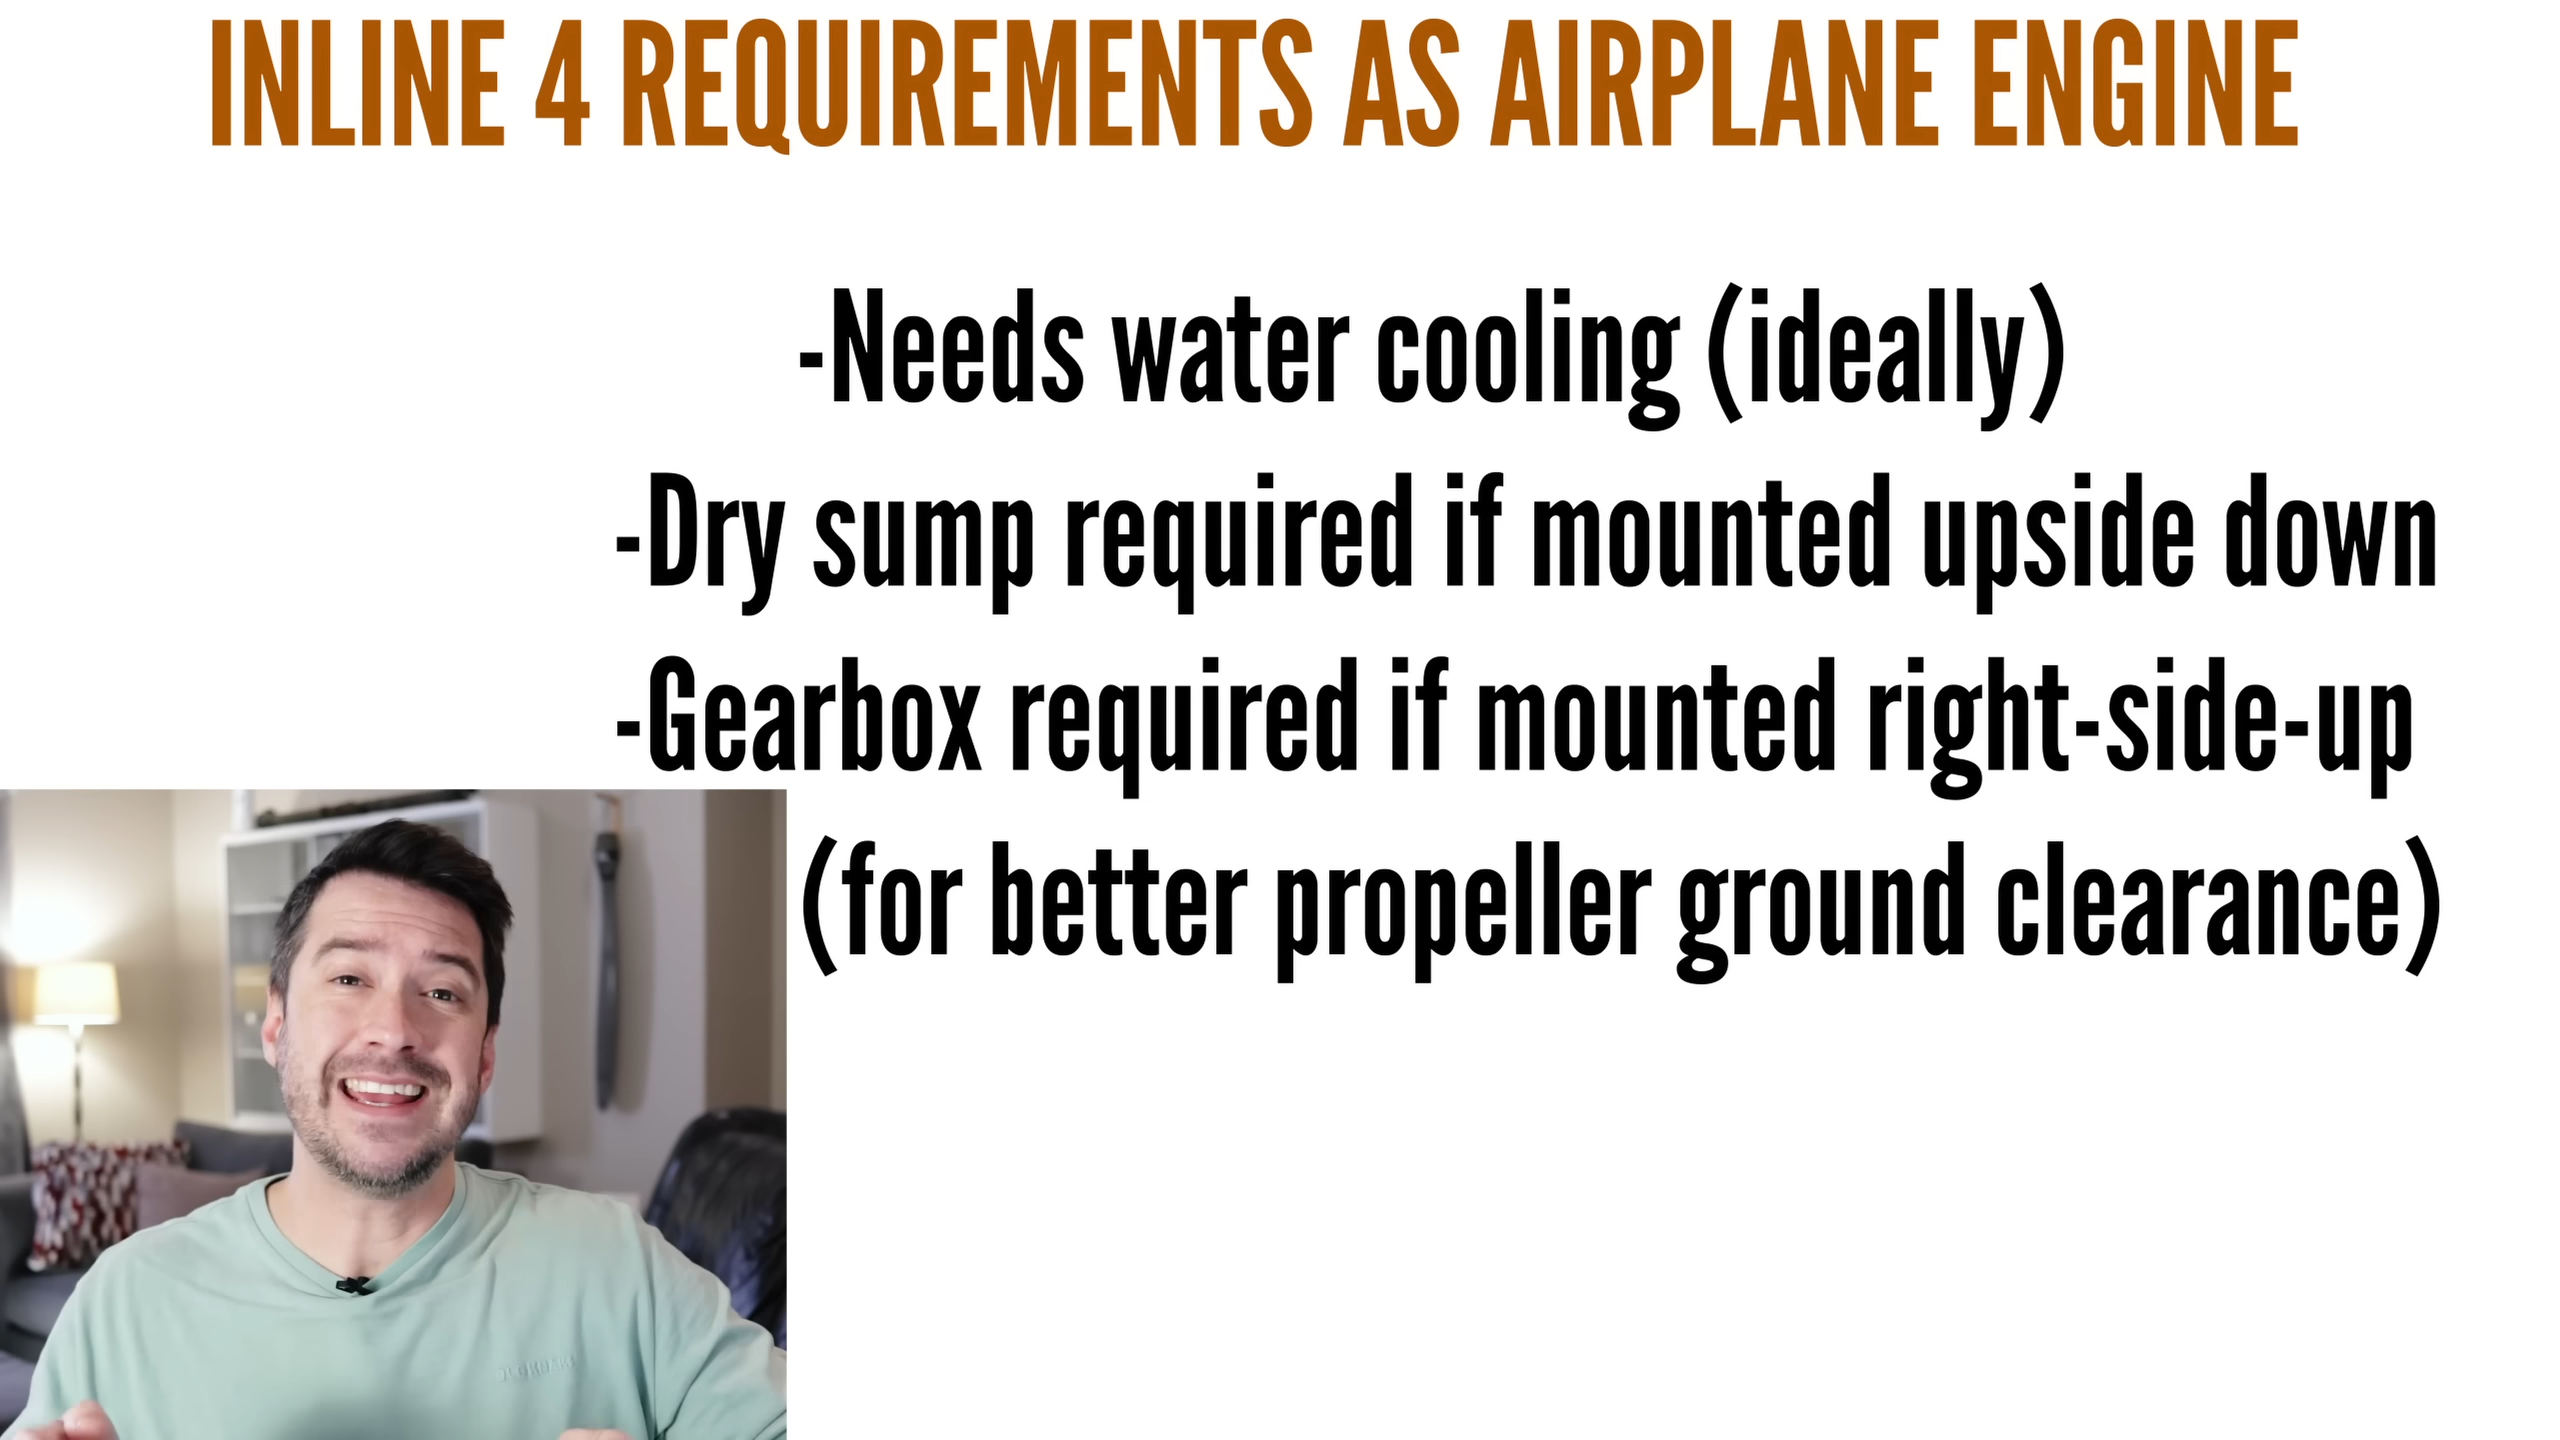 INLINE 4 REQUIREMENTS AS AIRPLANE ENGINE
-Needs water cooling (ideally)
-Dry sump required if mounted upside down
-Gearbox required if mounted right-side-up
(for better propeller ground clearance)